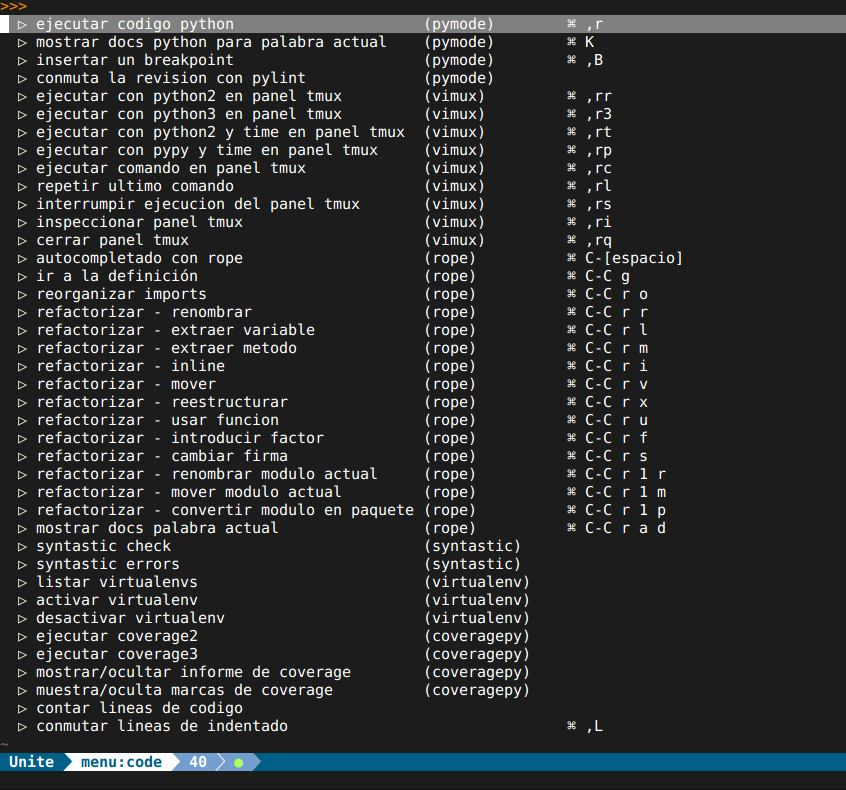 >>>
▷ ejecutar codigo python (pymode) ⌘ ,r
▷ mostrar docs python para palabra actual (pymode) ⌘ K
▷ insertar un breakpoint (pymode) ⌘ ,B
▷ conmuta la revision con pylint (pymode)
▷ ejecutar con python2 en panel tmux (vimux) ⌘ ,rr
▷ ejecutar con python3 en panel tmux (vimux) ⌘ ,r3
▷ ejecutar con python2 y time en panel tmux (vimux) ⌘ ,rt
▷ ejecutar con pypy y time en panel tmux (vimux) ⌘ ,rp
▷ ejecutar comando en panel tmux (vimux) ⌘ ,rc
▷ repetir ultimo comando (vimux) ⌘ ,rl
▷ interrumpir ejecucion del panel tmux (vimux) ⌘ ,rs
▷ inspeccionar panel tmux (vimux) ⌘ ,ri
▷ cerrar panel tmux (vimux) ⌘ ,rq
▷ autocompletado con rope (rope) ⌘ C-[espacio]
▷ ir a la definición (rope) ⌘ C-C g
▷ reorganizar imports (rope) ⌘ C-C r o
▷ refactorizar - renombrar (rope) ⌘ C-C r r
▷ refactorizar - extraer variable (rope) ⌘ C-C r l
▷ refactorizar - extraer metodo (rope) ⌘ C-C r m
▷ refactorizar - inline (rope) ⌘ C-C r i
▷ refactorizar - mover (rope) ⌘ C-C r v
▷ refactorizar - reestructurar (rope) ⌘ C-C r x
▷ refactorizar - usar funcion (rope) ⌘ C-C r u
▷ refactorizar - introducir factor (rope) ⌘ C-C r f
▷ refactorizar - cambiar firma (rope) ⌘ C-C r s
▷ refactorizar - renombrar modulo actual (rope) ⌘ C-C r 1 r
▷ refactorizar - mover modulo actual (rope) ⌘ C-C r 1 m
▷ refactorizar - convertir modulo en paquete (rope) ⌘ C-C r 1 p
▷ mostrar docs palabra actual (rope) ⌘ C-C r a d
▷ syntastic check (syntastic)
▷ syntastic errors (syntastic)
▷ listar virtualenvs (virtualenv)
▷ activar virtualenv (virtualenv)
▷ desactivar virtualenv (virtualenv)
▷ ejecutar coverage2 (coveragepy)
▷ ejecutar coverage3 (coveragepy)
▷ mostrar/ocultar informe de coverage (coveragepy)
▷ muestra/oculta marcas de coverage (coveragepy)
▷ contar lineas de codigo
▷ conmutar lineas de indentado ⌘ ,L
~
Unite menu:code 40 ●